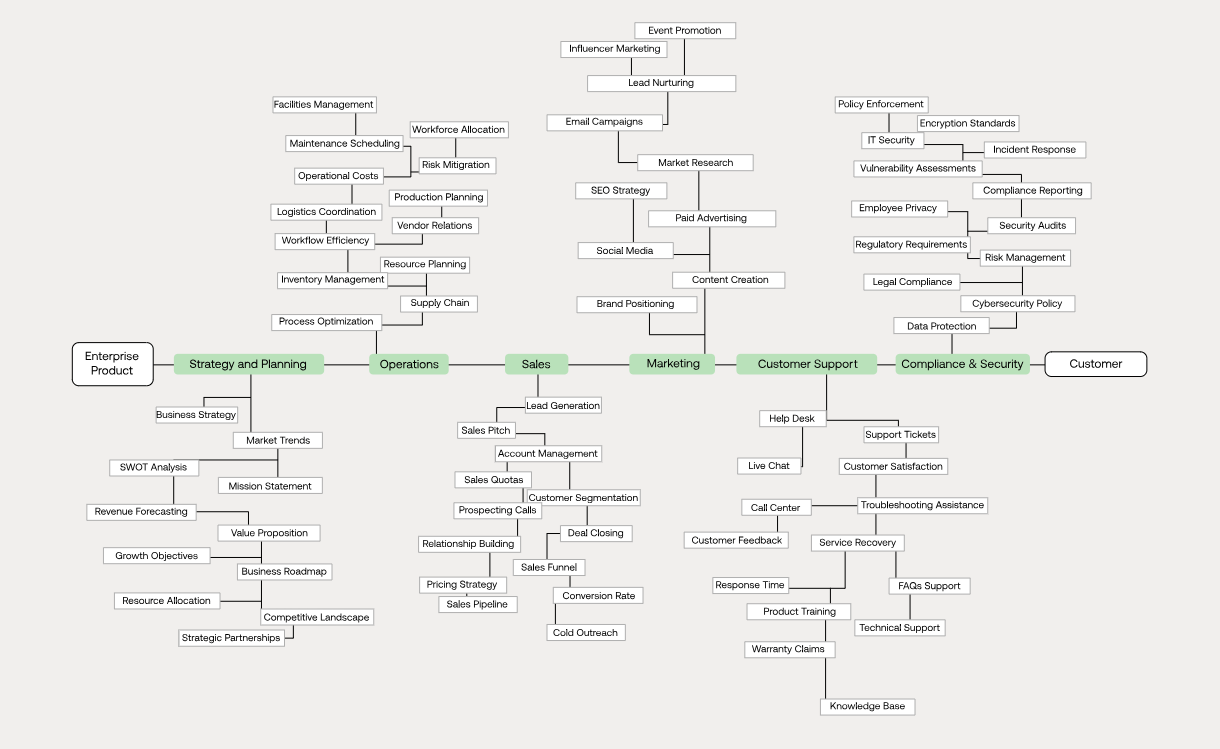 Event Promotion
Influencer Marketing
Lead Nurturing
Email Campaigns
Market Research
SEO Strategy
Paid Advertising
Social Media
Content Creation
Brand Positioning
Facilities Management
Workforce Allocation
Maintenance Scheduling
Risk Mitigration
Operational Costs
Production Planning
Logistics Coordination
Vendor Relations
Workflow Efficiency
Resource Planning
Inventory Management
Supply Chain
Process Optimization
Policy Enforcement
Encryption Standards
IT Security
Incident Response
Vulnerability Assessments
Compliance Reporting
Employee Privacy
Security Audits
Regulatory Requirements
Risk Management
Legal Compliance
Cybersecurity Policy
Data Protection
Enterprise
Product
Strategy and Planning
Operations
Sales
Marketing
Customer Support
Compliance & Security
Customer
Business Strategy
Market Trends
SWOT Analysis
Mission Statement
Revenue Forecasting
Value Proposition
Growth Objectives
Business Roadmap
Resource Allocation
Competitive Landscape
Strategic Partnerships
Lead Generation
Sales Pitch
Account Management
Sales Quotas
Customer Segmentation
Prospecting Calls
Deal Closing
Relationship Building
Sales Funnel
Pricing Strategy
Conversion Rate
Sales Pipeline
Cold Outreach
Help Desk
Support Tickets
Live Chat
Customer Satisfaction
Call Center
Troubleshooting Assistance
Customer Feedback
Service Recovery
Response Time
FAQs Support
Product Training
Technical Support
Warranty Claims
Knowledge Base